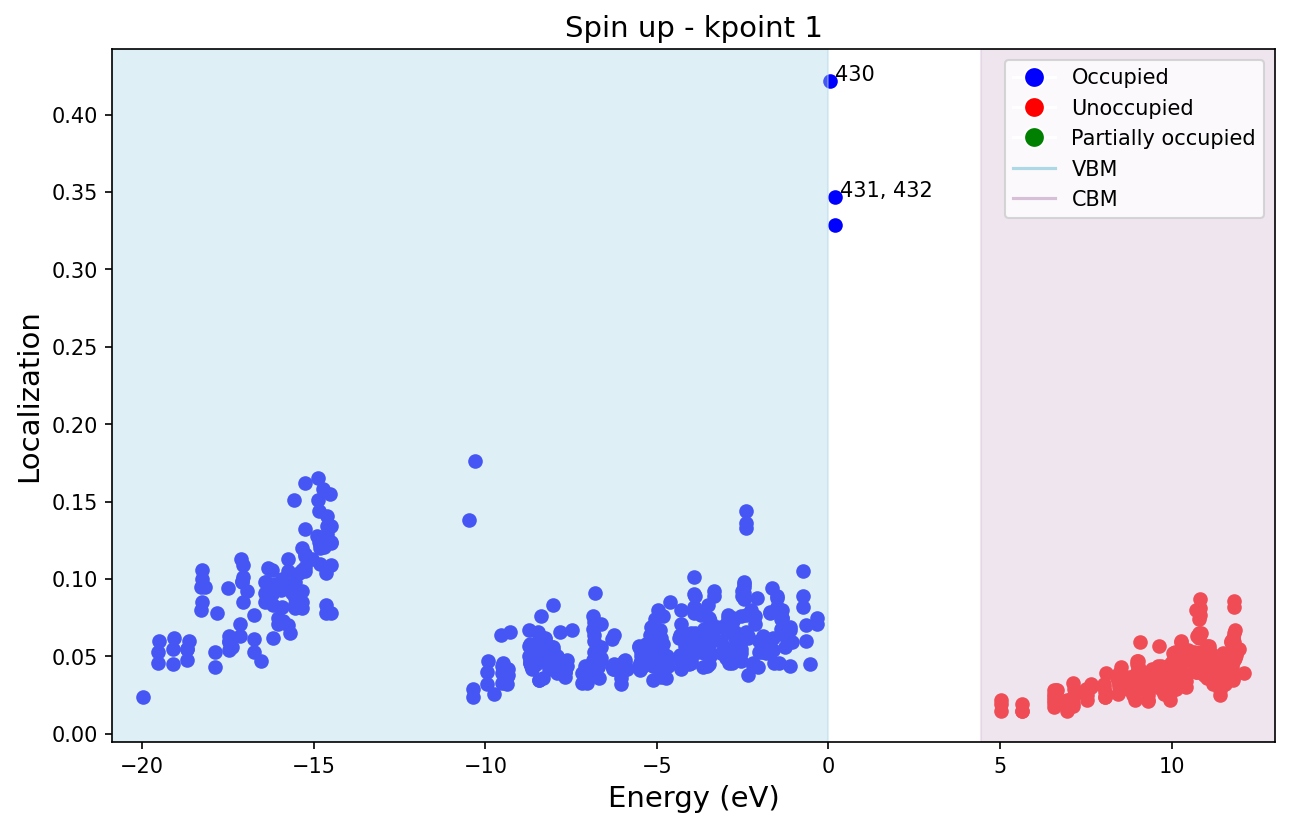 Spin up - kpoint 1
430
431, 432
Occupied
Unoccupied
Partially occupied
VBM
CBM
Localization
0.40
0.35
0.30
0.25
0.20
0.15
0.10
0.05
0.00
−20
−15
−10
−5
0
5
10
Energy (eV)